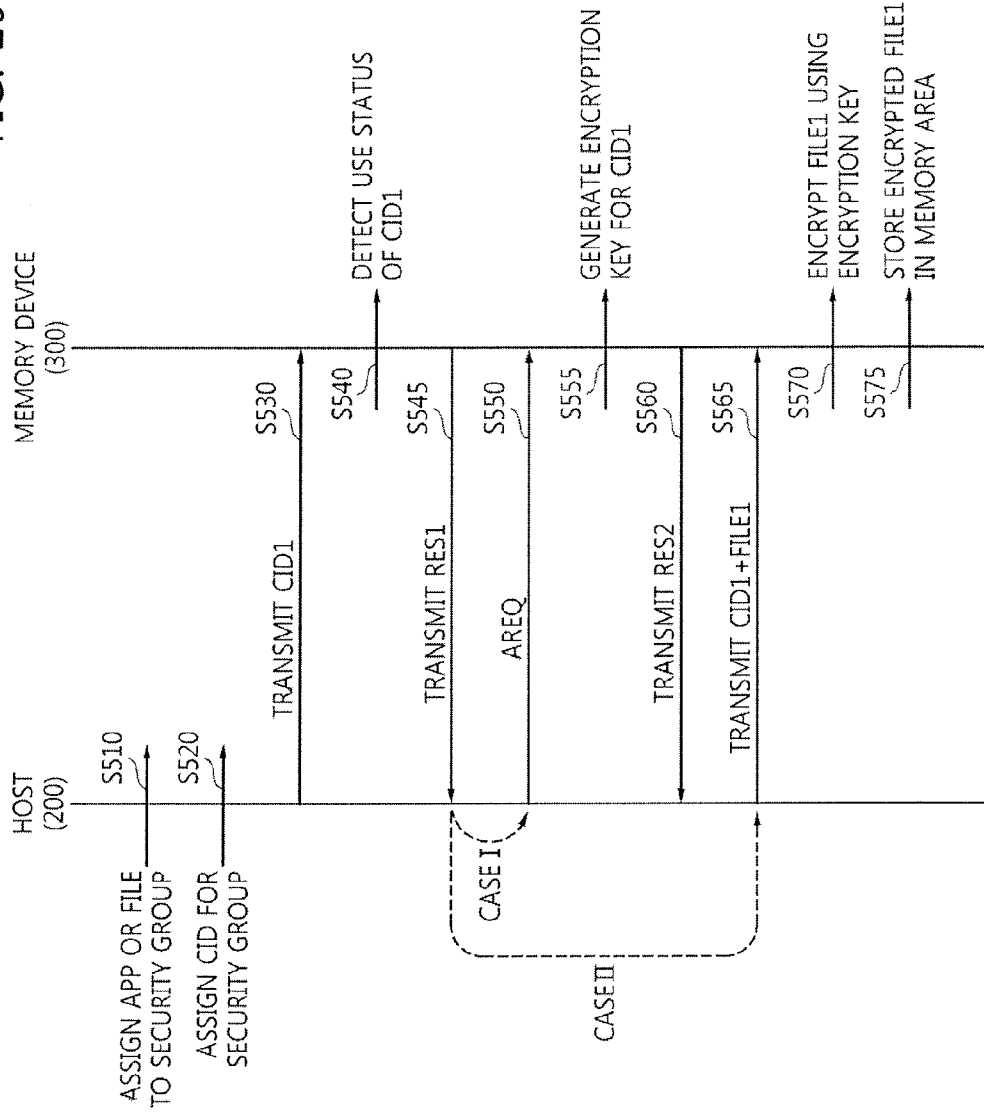 HOST
(200)
MEMORY DEVICE
(300)
ASSIGN APP OR FILE
TO SECURITY GROUP
S510
ASSIGN CID FOR
SECURITY GROUP
S520
TRANSMIT CID1
S530
S540
DETECT USE STATUS
OF CID1
TRANSMIT RES1
S545
CASE I
AREQ
S550
S555
GENERATE ENCRYPTION
KEY FOR CID1
TRANSMIT RES2
S560
CASE II
TRANSMIT CID1+FILE1
S565
S570
ENCRYPT FILE1 USING
ENCRYPTION KEY
S575
STORE ENCRYPTED FILE1
IN MEMORY AREA